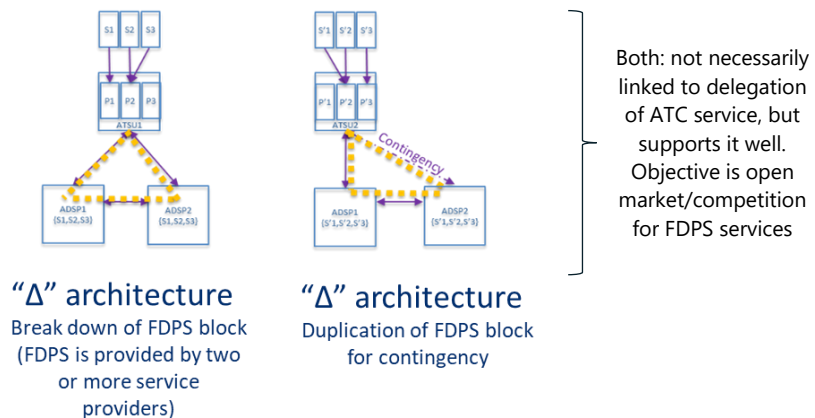 S1 S2 S3
P1 P2 P3
ATSU1
ADSP1
{S1,S2,S3}
ADSP2
{S1,S2,S3}
“Δ” architecture
Break down of FDPS block
(FDPS is provided by two
or more service
providers)
S'1 S'2 S'3
P'1 P'2 P'3
ATSU2
Contingency
ADSP1
{S'1,S'2,S'3}
ADSP2
{S'1,S'2,S'3}
“Δ” architecture
Duplication of FDPS block
for contingency
Both: not necessarily
linked to delegation
of ATC service, but
supports it well.
Objective is open
market/competition
for FDPS services